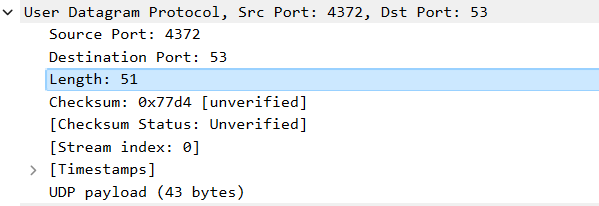 User Datagram Protocol, Src Port: 4372, Dst Port: 53
Source Port: 4372
Destination Port: 53
Length: 51
Checksum: 0x77d4 [unverified]
[Checksum Status: Unverified]
[Stream index: 0]
[Timestamps]
UDP payload (43 bytes)